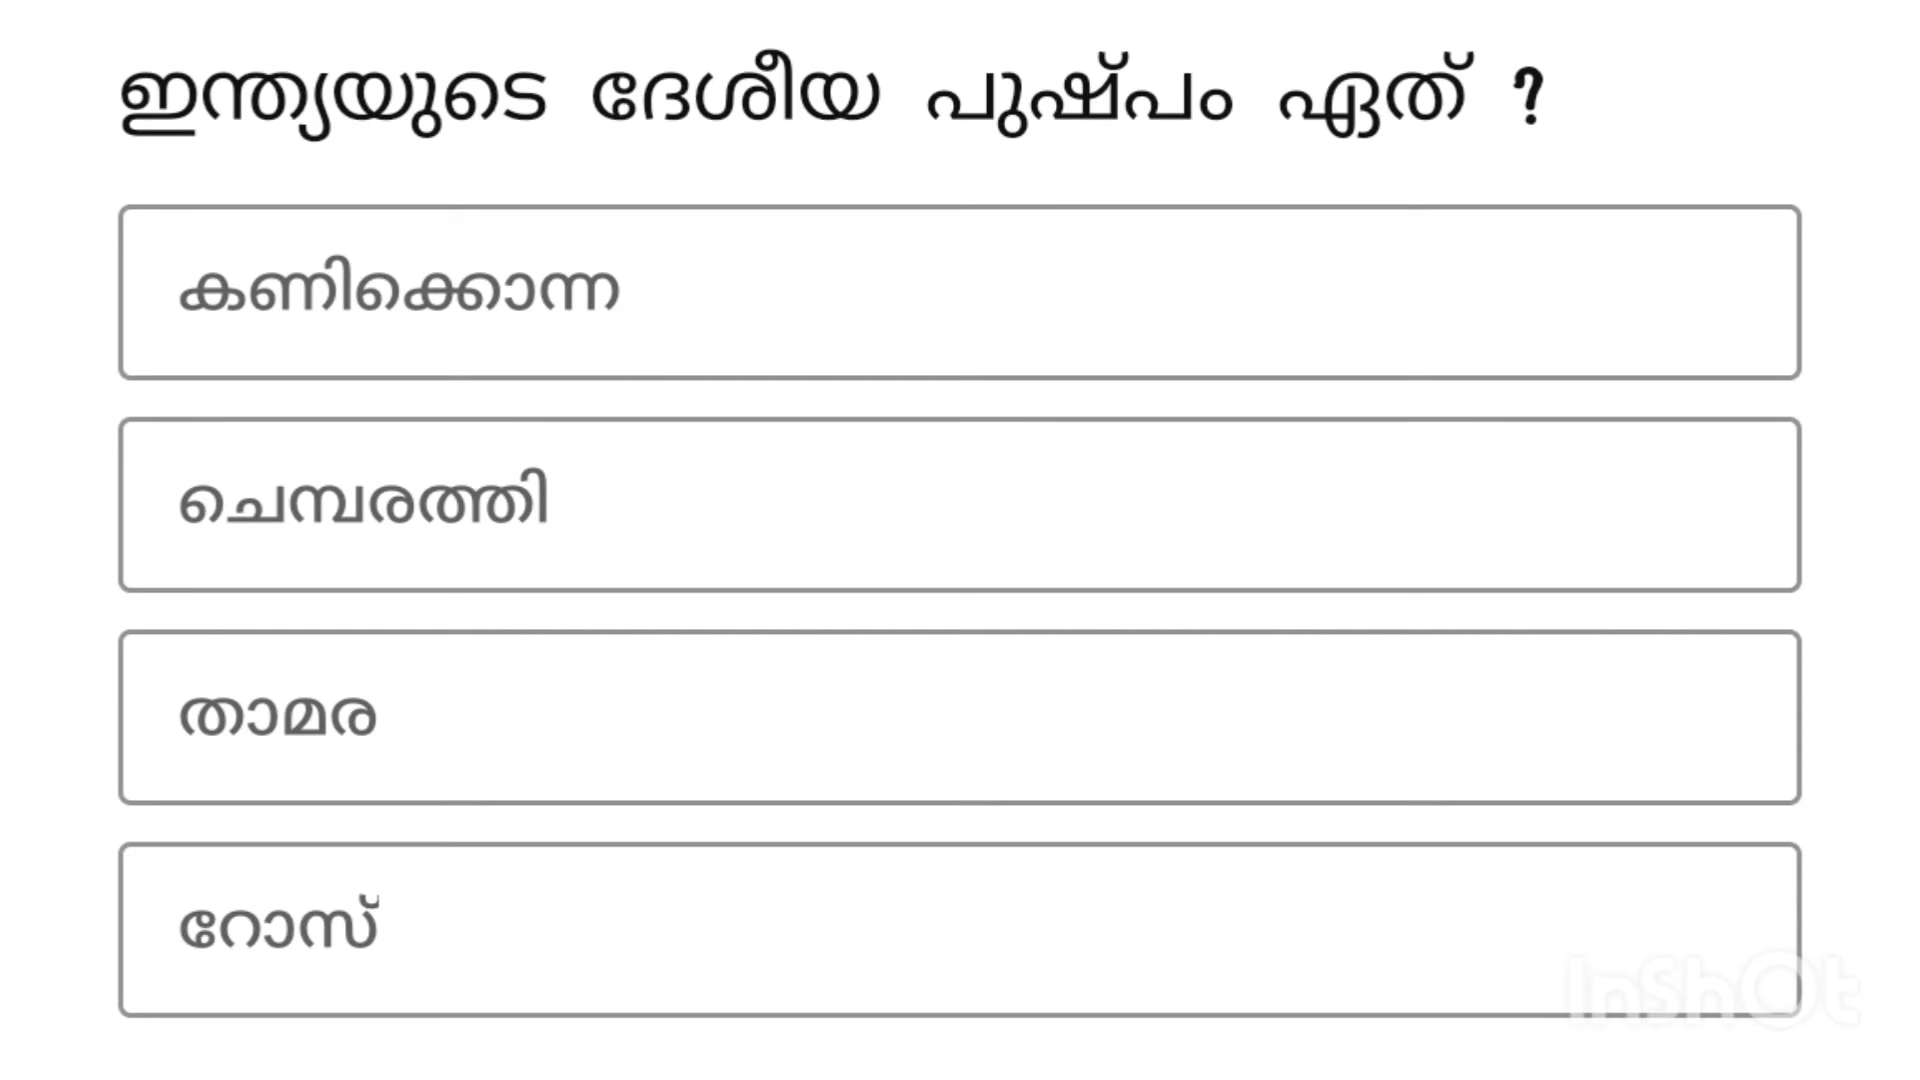 ഇന്ത്യയുടെ ദേശീയ പുഷ്പം ഏത് ?
കണിക്കൊന്ന
ചെമ്പരത്തി
താമര
റോസ്
InShOt